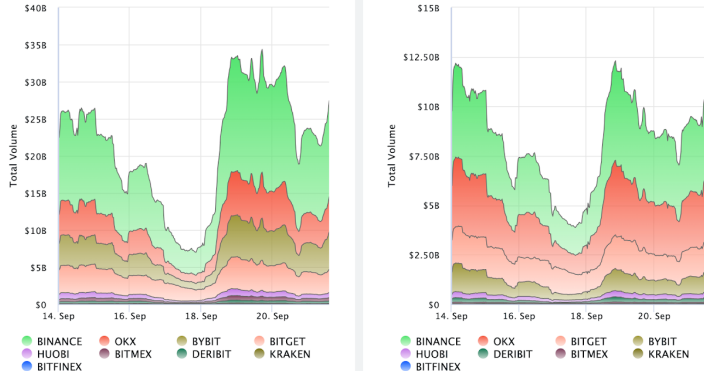 $40B
$35B
$30B
$25B
$20B
$15B
$10B
$5B
$0
Total Volume
14. Sep 16. Sep 18. Sep 20. Sep
BINANCE OKX BYBIT BITGET
HUOBI BITMEX DERIBIT KRAKEN
BITFINEX
$15B
$12.50B
$10B
$7.50B
$5B
$2.50B
$0
Total Volume
14. Sep 16. Sep 18. Sep 20. Sep
BINANCE OKX BITGET BYBIT
HUOBI DERIBIT BITMEX KRAKEN
BITFINEX